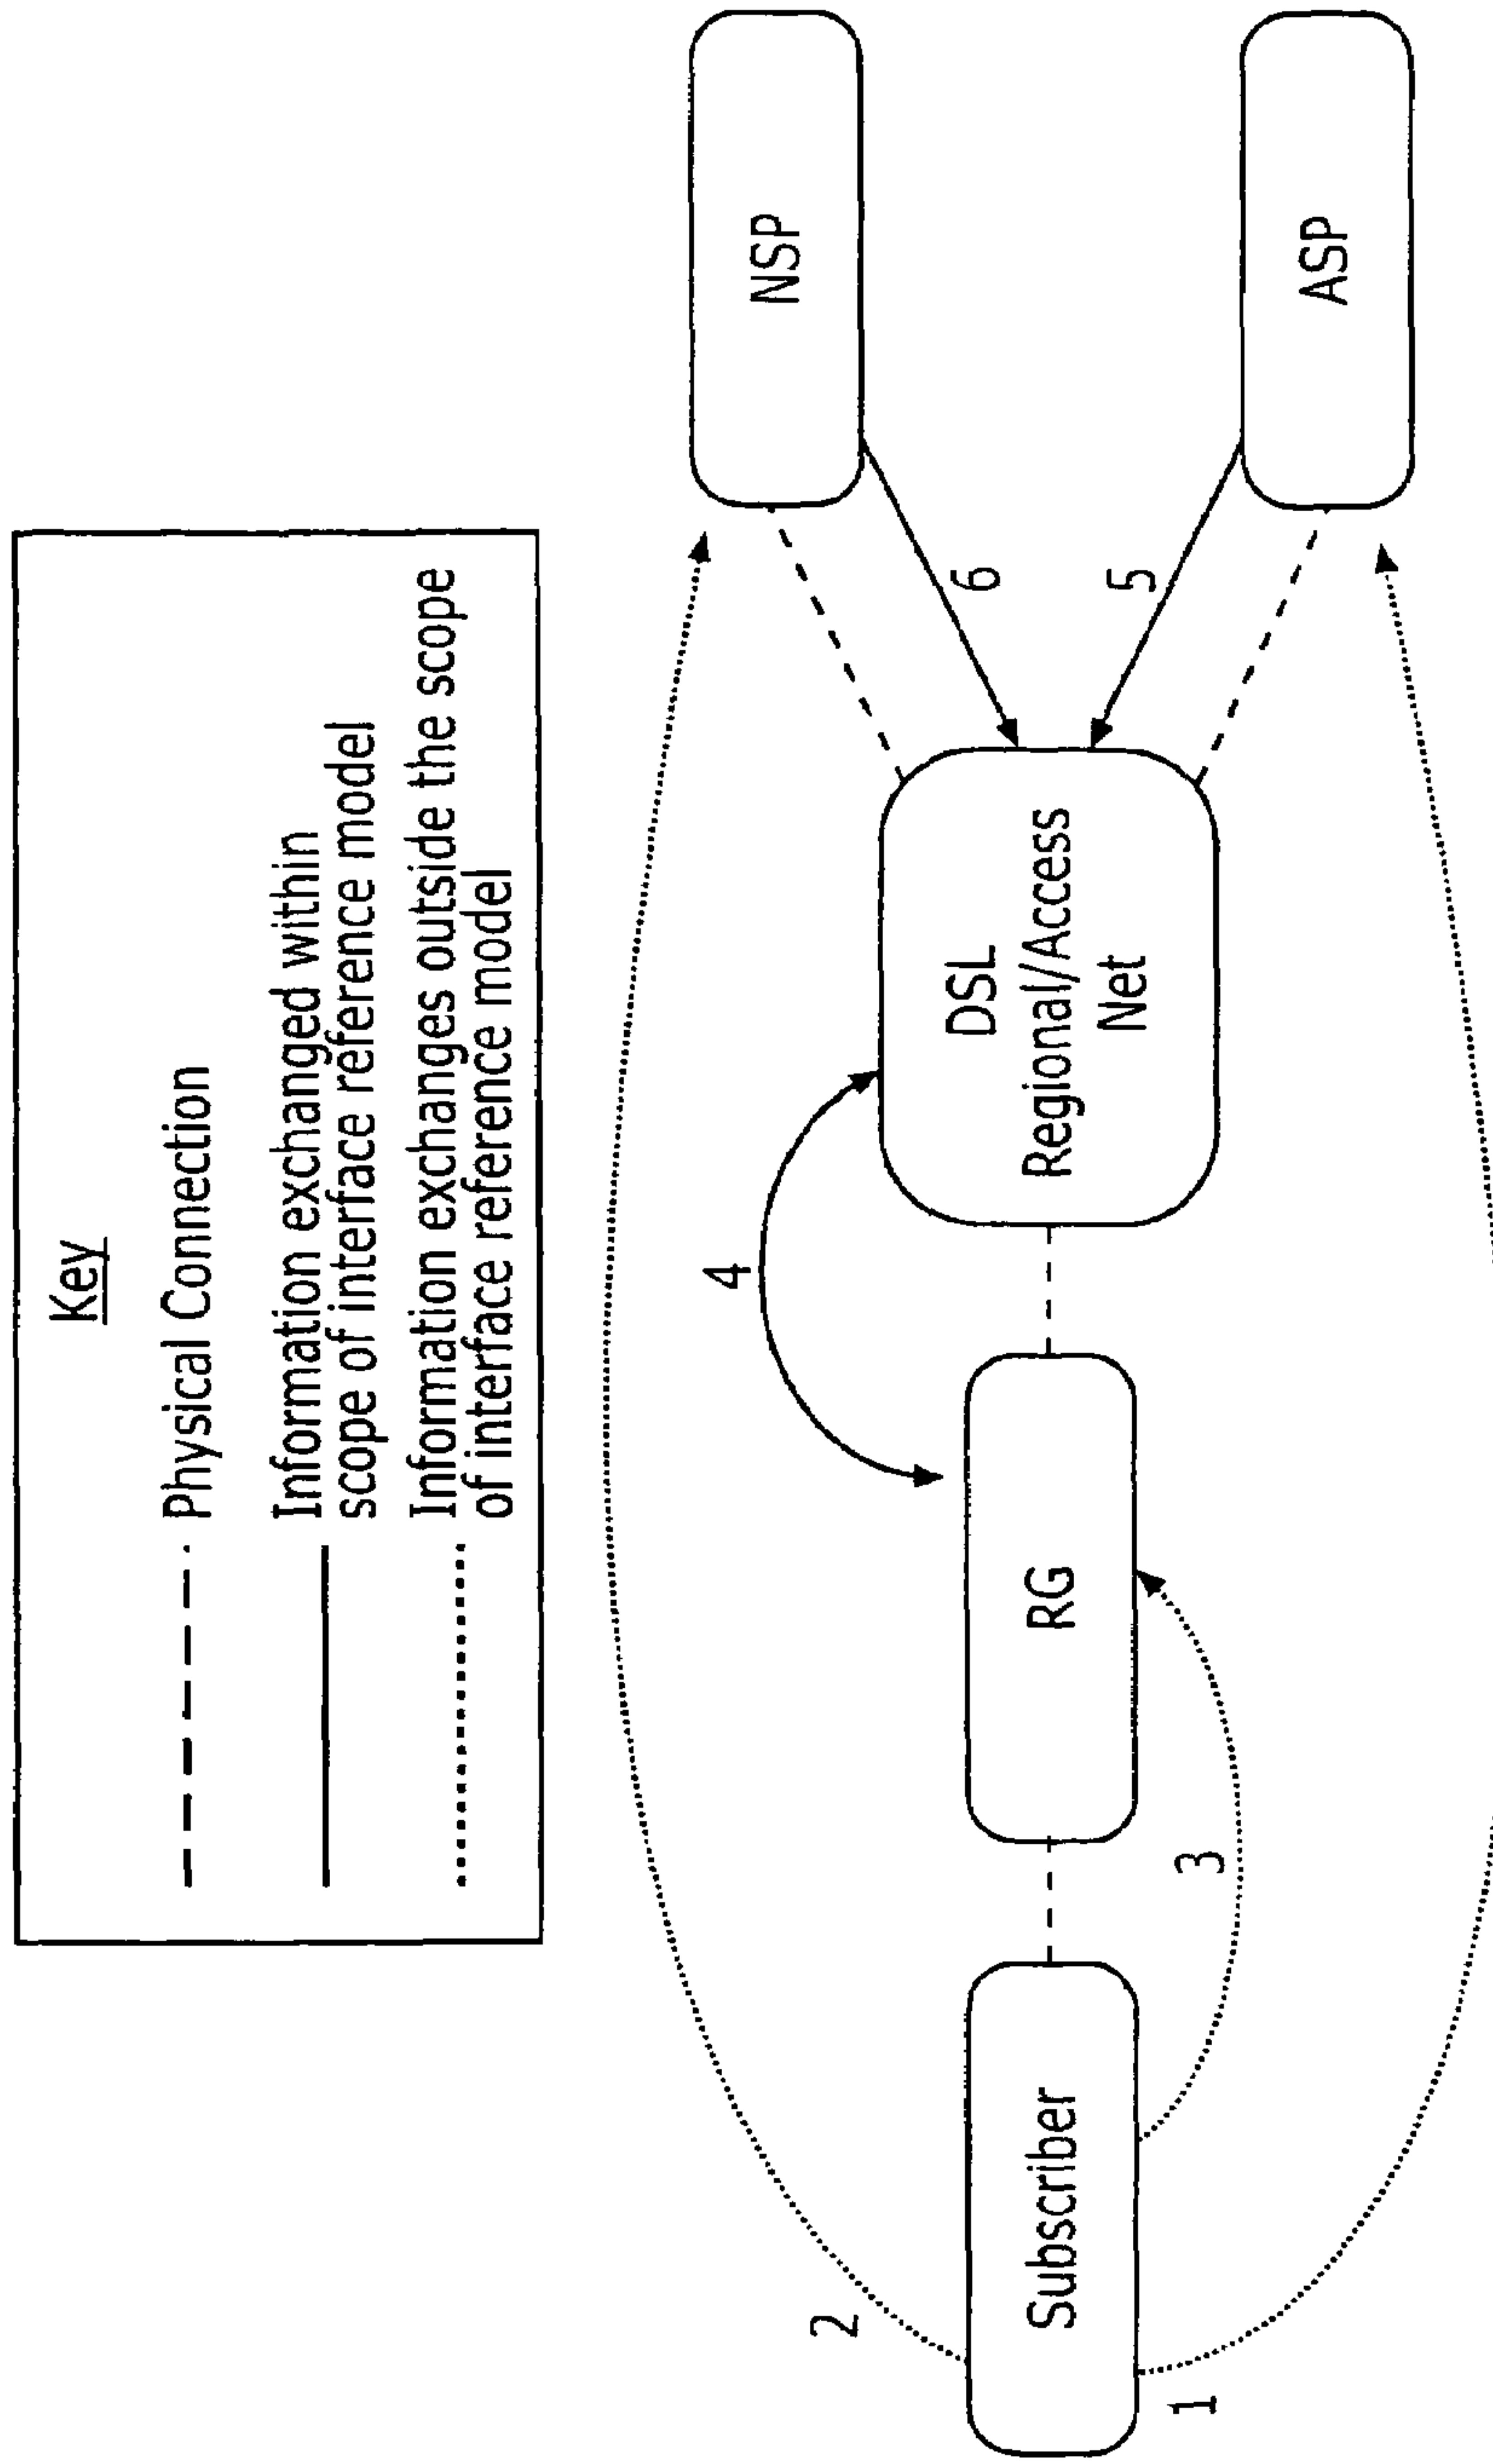 Key
Physical Connection
Information exchanged within
scope of interface reference model
Information exchanges outside the scope
of interface reference model
2
4
NSP
6
Subscriber
RG
DSL
Regional/Access
Net
1
3
5
ASP